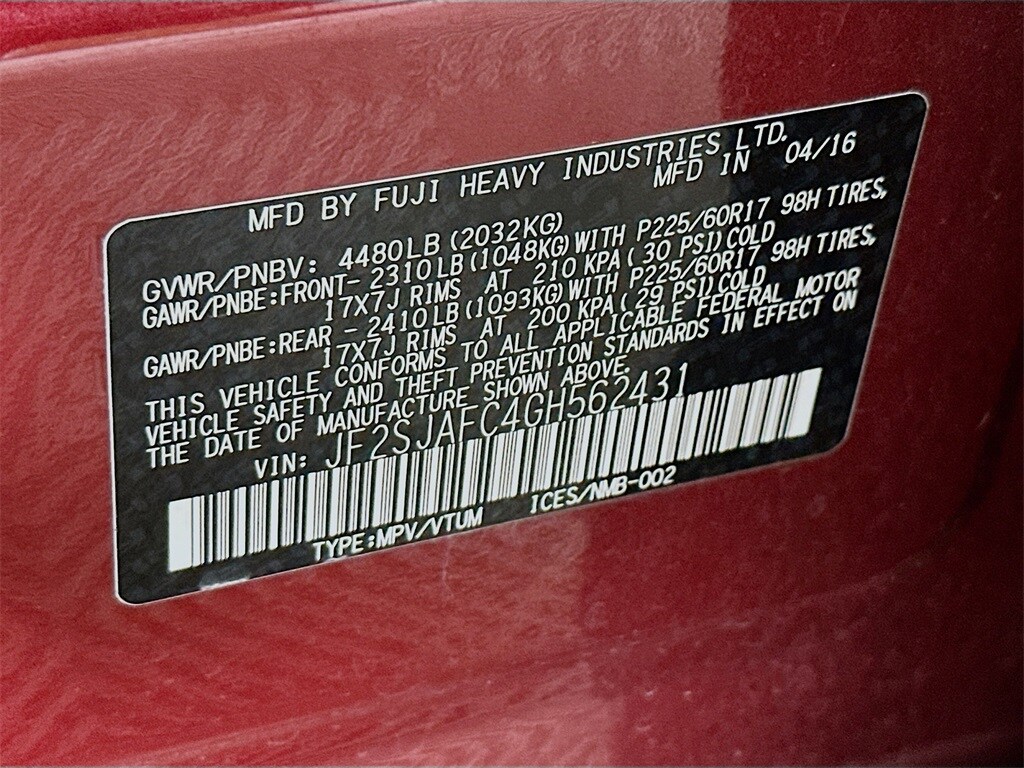 MFD BY FUJI HEAVY INDUSTRIES LTD.
MFD IN 04/16
GVWR/PNBV: 4480LB(2032KG)
GAWR/PNBE:FRONT-2310LB(1048KG)WITH P225/60R17 98H TIRES,
17X7J RIMS AT 210 KPA(30 PSI)COLD
GAWR/PNBE:REAR -2410LB(1093KG)WITH P225/60R17 98H TIRES,
17X7J RIMS AT 200 KPA(29 PSI)COLD
THIS VEHICLE CONFORMS TO ALL APPLICABLE FEDERAL MOTOR
VEHICLE SAFETY AND THEFT PREVENTION STANDARDS IN EFFECT ON
THE DATE OF MANUFACTURE SHOWN ABOVE.
VIN: JF2SJAFC4GH562431
TYPE:MPV/VTUM ICES/NMB-002